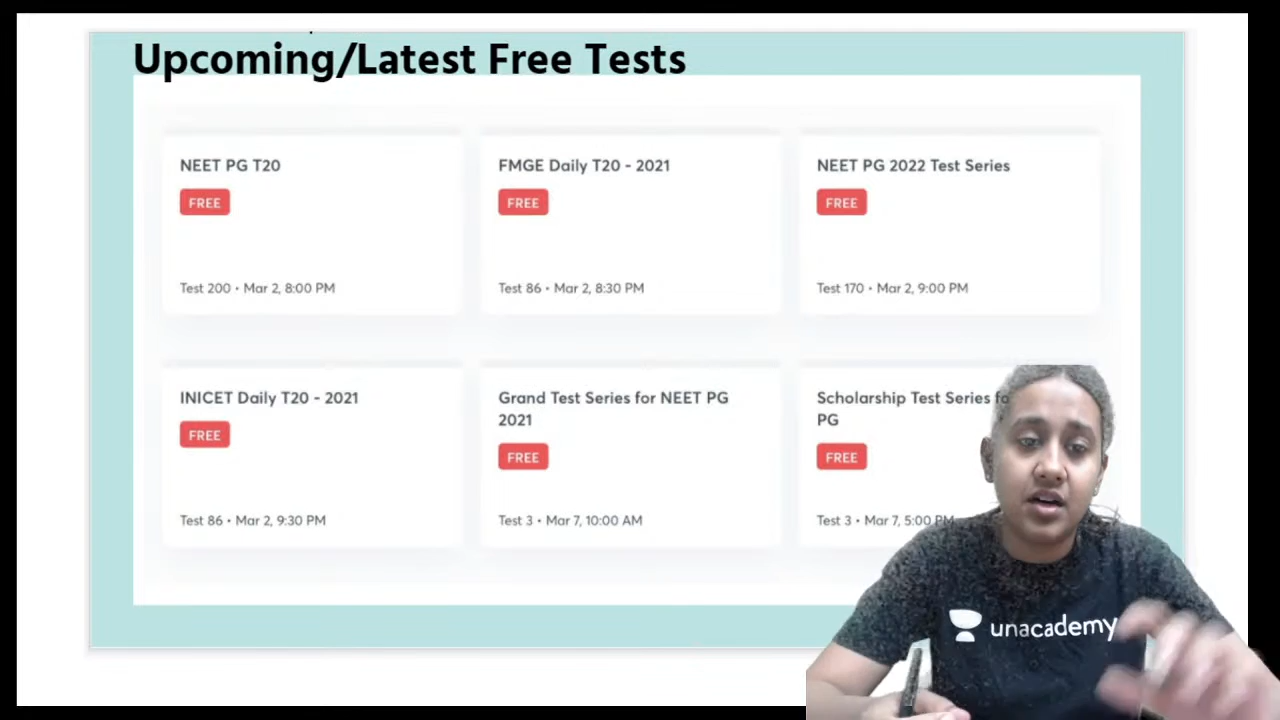 Upcoming/Latest Free Tests
NEET PG T20
FREE
Test 200 • Mar 2, 8:00 PM
FMGE Daily T20 - 2021
FREE
Test 86 • Mar 2, 8:30 PM
NEET PG 2022 Test Series
FREE
Test 170 • Mar 2, 9:00 PM
INICET Daily T20 - 2021
FREE
Test 86 • Mar 2, 9:30 PM
Grand Test Series for NEET PG
2021
FREE
Test 3 • Mar 7, 10:00 AM
Scholarship Test Series
PG
FREE
Test 3 • Mar 7, 5:00 PM
unacademy